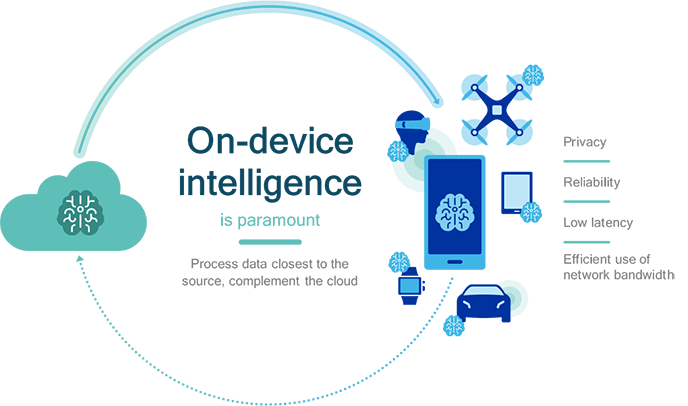 On-device
intelligence
is paramount
Process data closest to the
source, complement the cloud
Privacy
Reliability
Low latency
Efficient use of
network bandwidth